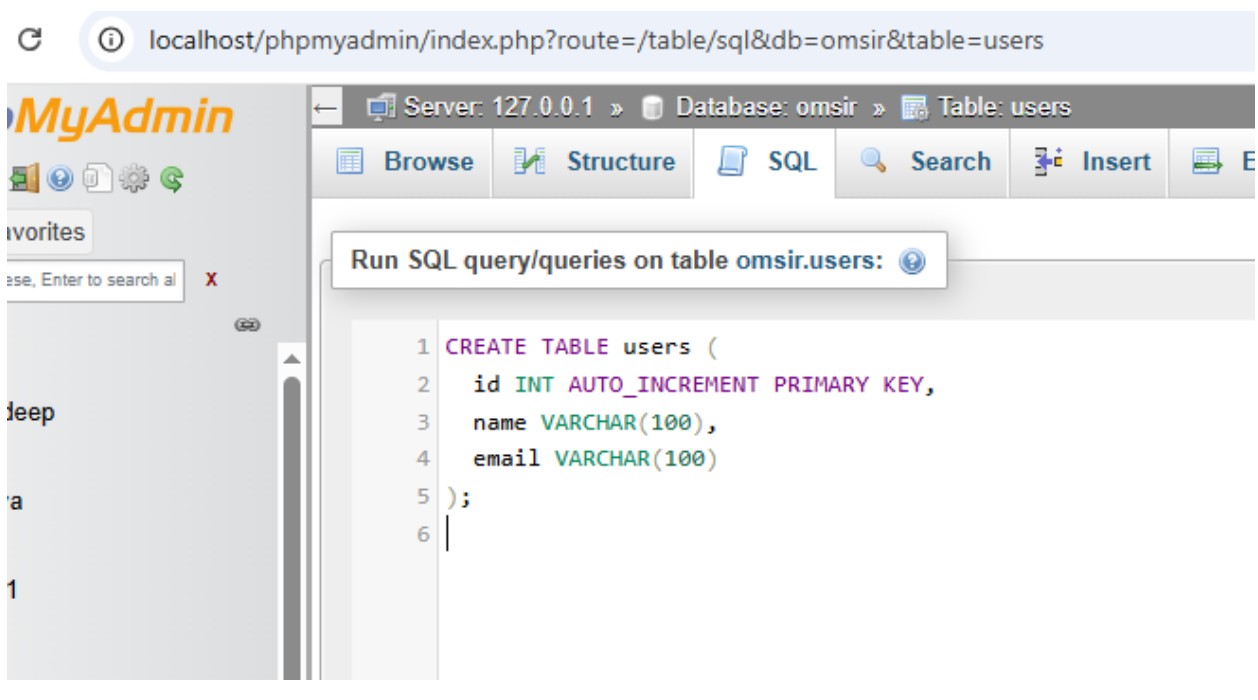 localhost/phpmyadmin/index.php?route=/table/sql&db=omsir&table=users
MyAdmin
Server: 127.0.0.1 » Database: omsir » Table: users
Browse Structure SQL Search Insert E
vorites
ese, Enter to search al X
Run SQL query/queries on table omsir.users:
1 CREATE TABLE users (
2 id INT AUTO_INCREMENT PRIMARY KEY,
3 name VARCHAR(100),
4 email VARCHAR(100)
5 );
6
deep
a
1